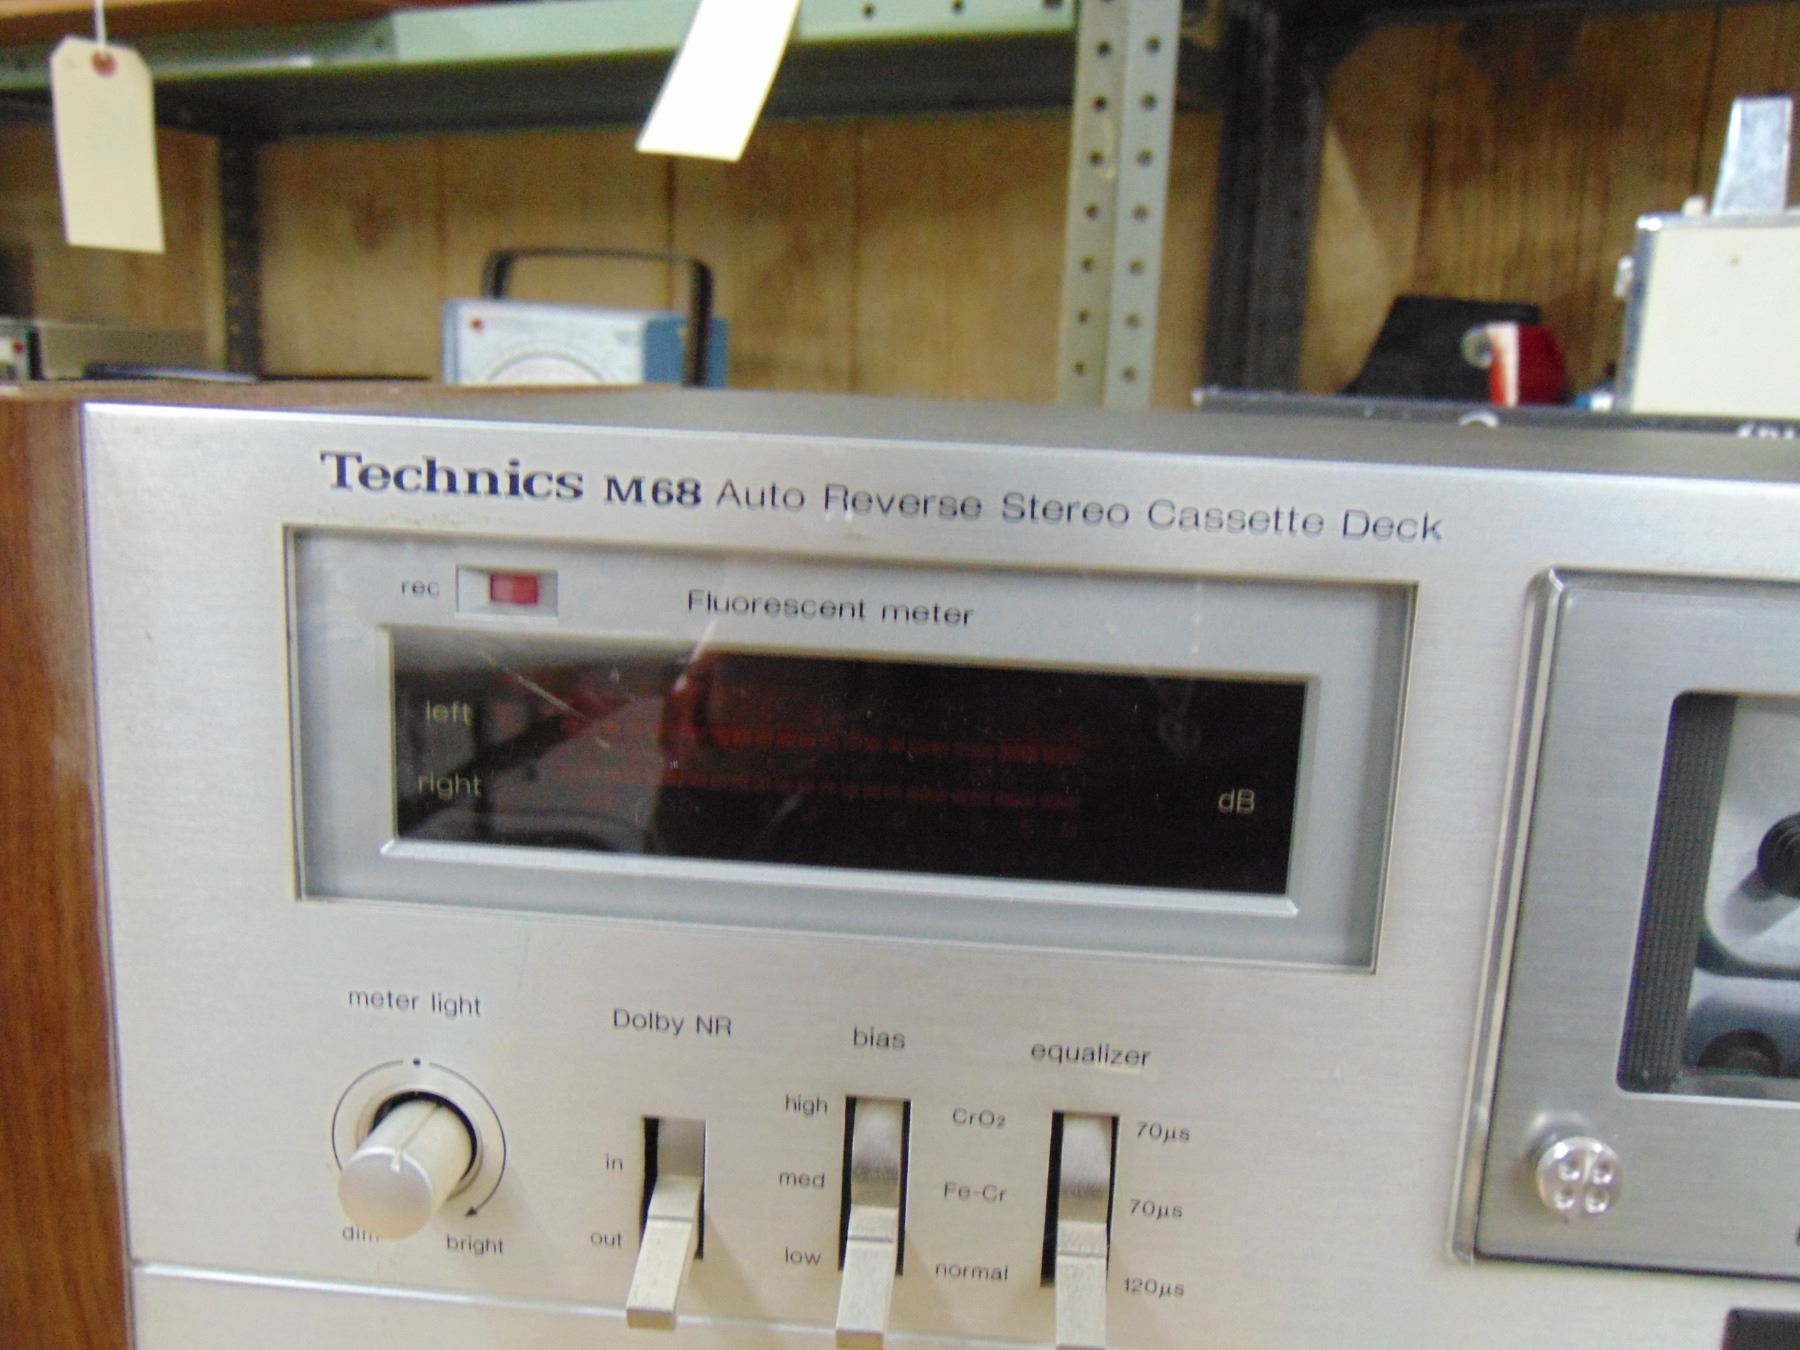 Technics M68 Auto Reverse Stereo Cassette Deck
rec
Fluorescent meter
left
right
dB
meter light
Dolby NR
bias
equalizer
high
CrO2
70μs
in
med
Fe-Cr
70μs
out
low
normal
120μs
dim
bright